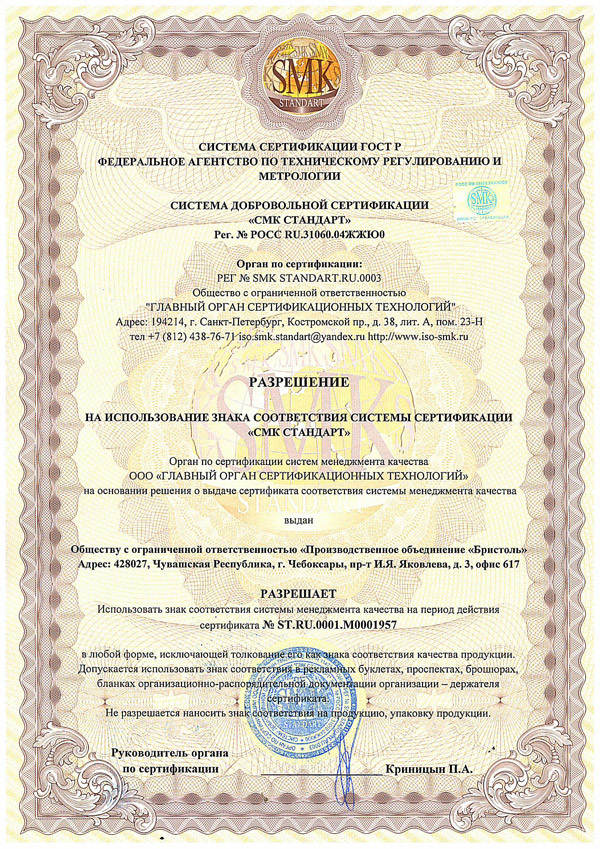 SMK
STANDART
СИСТЕМА СЕРТИФИКАЦИИ ГОСТ Р
ФЕДЕРАЛЬНОЕ АГЕНТСТВО ПО ТЕХНИЧЕСКОМУ РЕГУЛИРОВАНИЮ И
МЕТРОЛОГИИ
СИСТЕМА ДОБРОВОЛЬНОЙ СЕРТИФИКАЦИИ
«СМК СТАНДАРТ»
Рег. № РОСС RU.31060.04ЖЖЮ0
SMK
Орган по сертификации:
РЕГ № SMK STANDART.RU.0003
Общество с ограниченной ответственностью
"ГЛАВНЫЙ ОРГАН СЕРТИФИКАЦИОННЫХ ТЕХНОЛОГИЙ"
Адрес: 194214, г. Санкт-Петербург, Костромской пр., д. 38, лит. А, пом. 23-Н
тел +7 (812) 438-76-71 iso.smk.standart@yandex.ru http://www.iso-smk.ru
РАЗРЕШЕНИЕ
НА ИСПОЛЬЗОВАНИЕ ЗНАКА СООТВЕТСТВИЯ СИСТЕМЫ СЕРТИФИКАЦИИ
«СМК СТАНДАРТ»
Орган по сертификации систем менеджмента качества
ООО «ГЛАВНЫЙ ОРГАН СЕРТИФИКАЦИОННЫХ ТЕХНОЛОГИЙ»
на основании решения о выдаче сертификата соответствия системы менеджмента качества
выдан
Обществу с ограниченной ответственностью «Производственное объединение «Бристоль»
Адрес: 428027, Чувашская Республика, г. Чебоксары, пр-т И.Я. Яковлева, д. 3, офис 617
РАЗРЕШАЕТ
Использовать знак соответствия системы менеджмента качества на период действия
сертификата № ST.RU.0001.M0001957
в любой форме, исключающей толкование его как знака соответствия качества продукции.
Допускается использовать знак соответствия в рекламных буклетах, проспектах, брошюрах,
бланках организационно-распорядительной документации организации – держателя
сертификата.
Не разрешается наносить знак соответствия на продукцию, упаковку продукции.
Руководитель органа
по сертификации Криницын П.А.